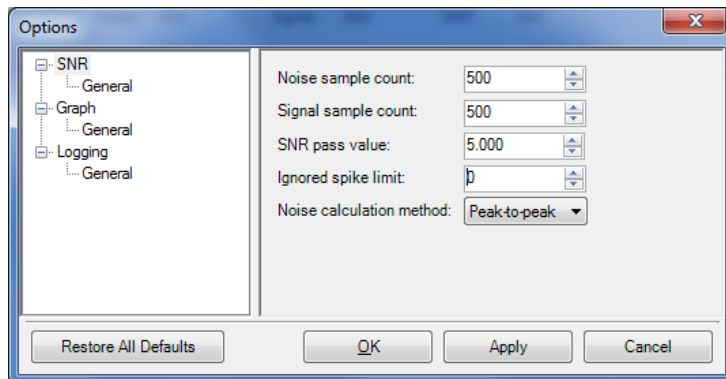 Options
SNR
General
Graph
General
Logging
General
Noise sample count: 500
Signal sample count: 500
SNR pass value: 5.000
Ignored spike limit: 0
Noise calculation method: Peak-to-peak
Restore All Defaults OK Apply Cancel